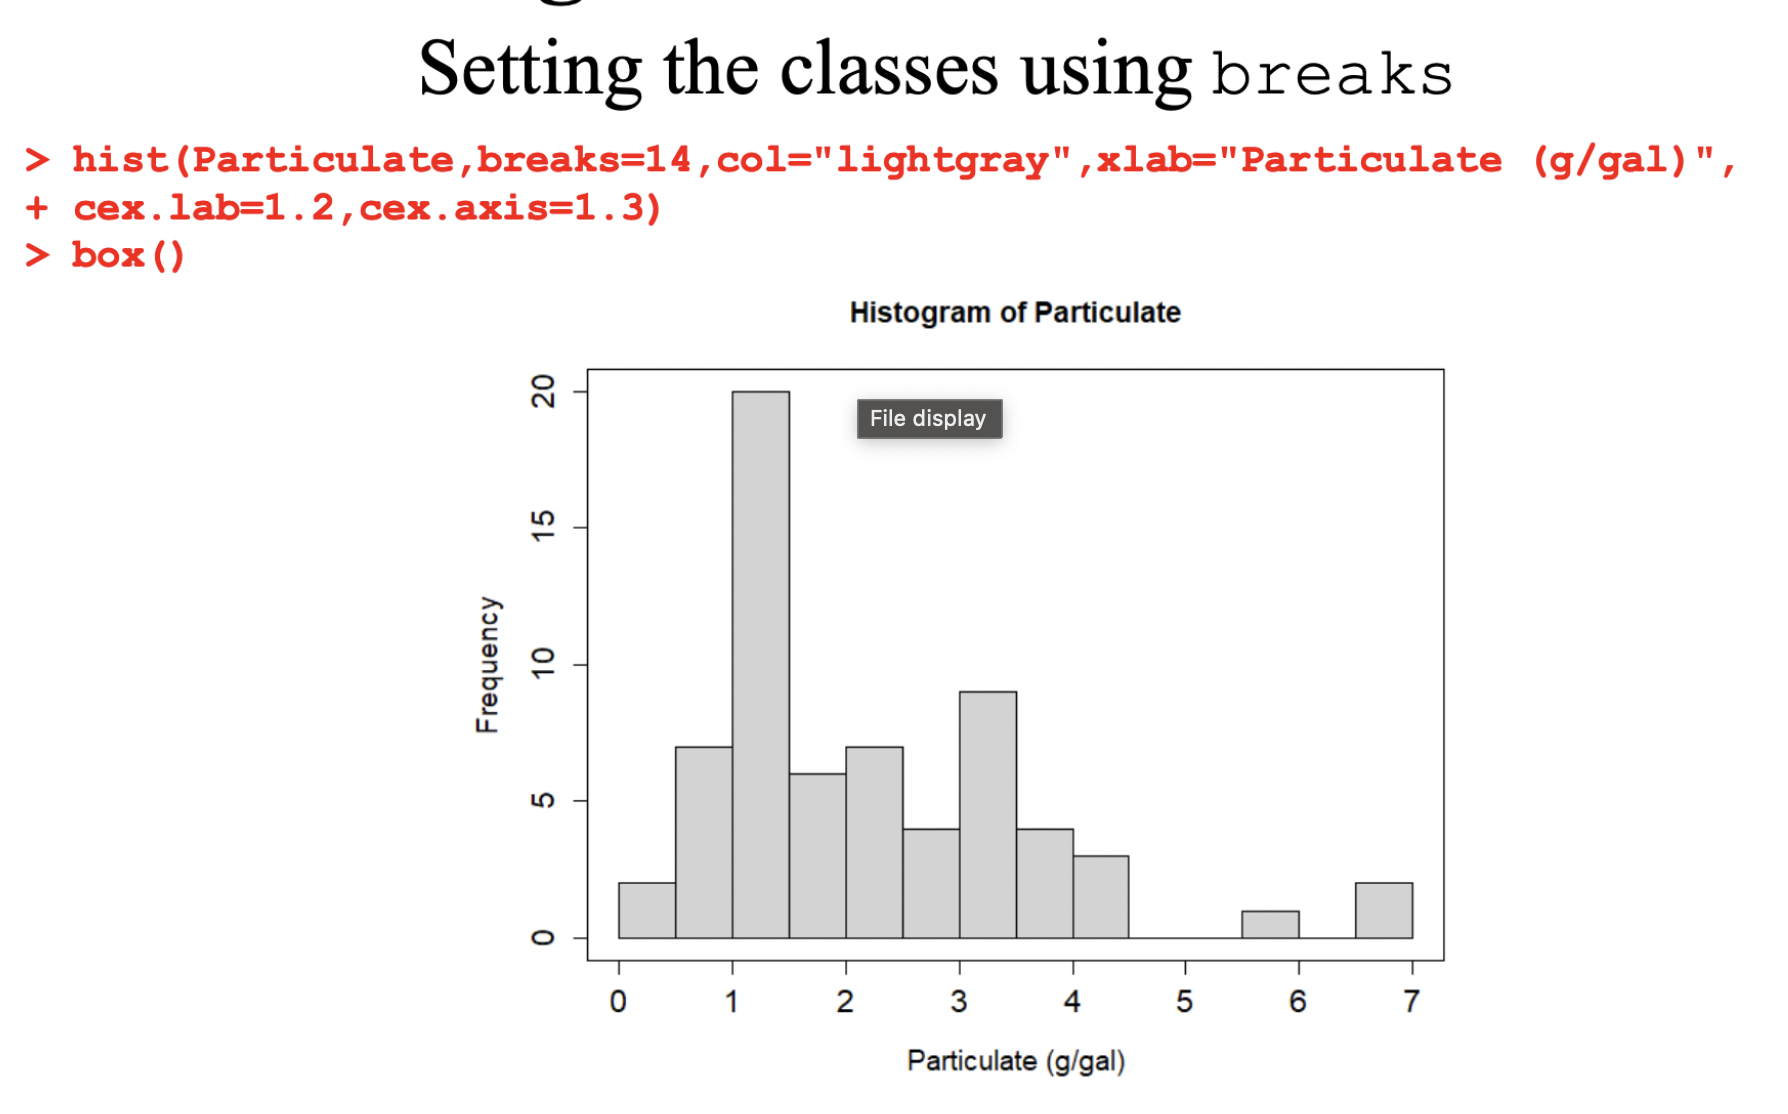 Setting the classes using breaks
> hist(Particulate,breaks=14,col="lightgray",xlab="Particulate (g/gal)",
+ cex.lab=1.2,cex.axis=1.3)
> box()
Histogram of Particulate
File display
20
15
10
5
0
Frequency
0 1 2 3 4 5 6 7
Particulate (g/gal)